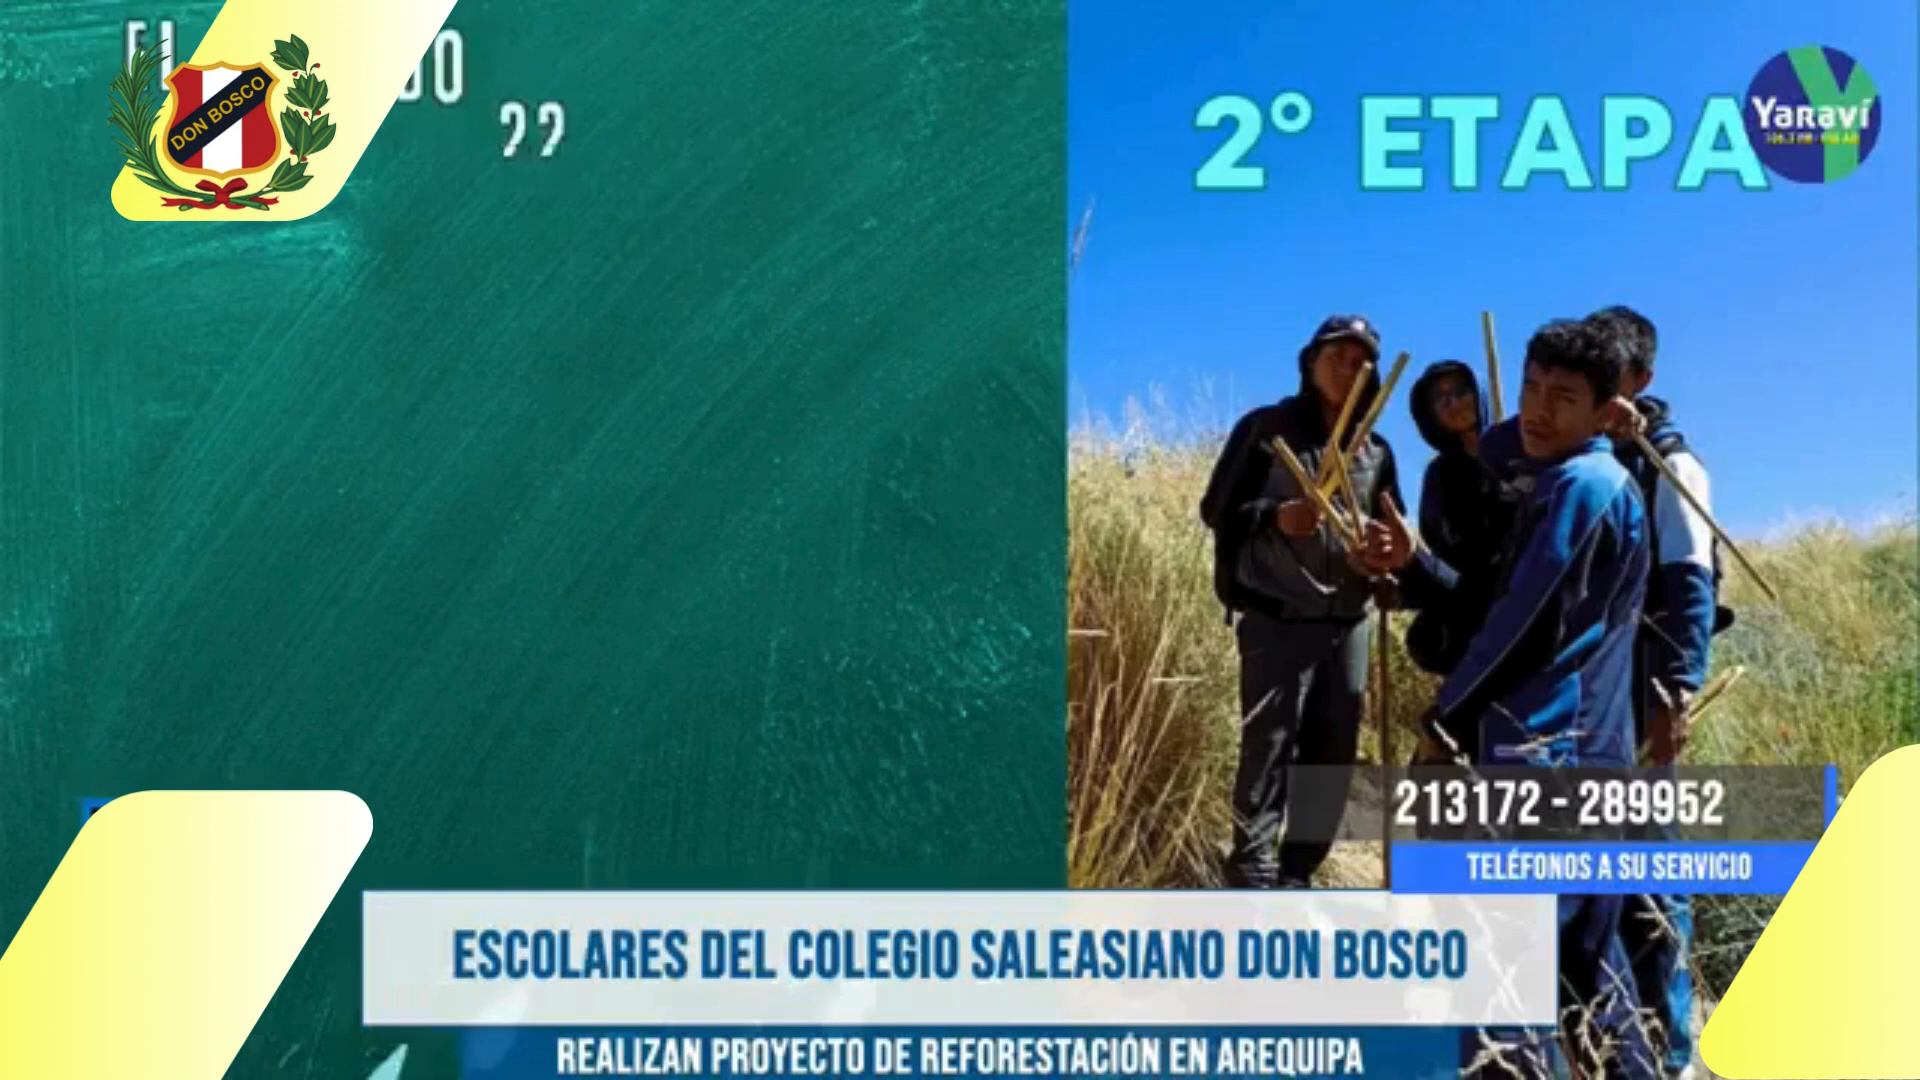 DON BOSCO
??
2° ETAPA
Yaraví
213172 - 289952
TELÉFONOS A SU SERVICIO
ESCOLARES DEL COLEGIO SALEASIANO DON BOSCO
REALIZAN PROYECTO DE REFORESTACIÓN EN AREQUIPA